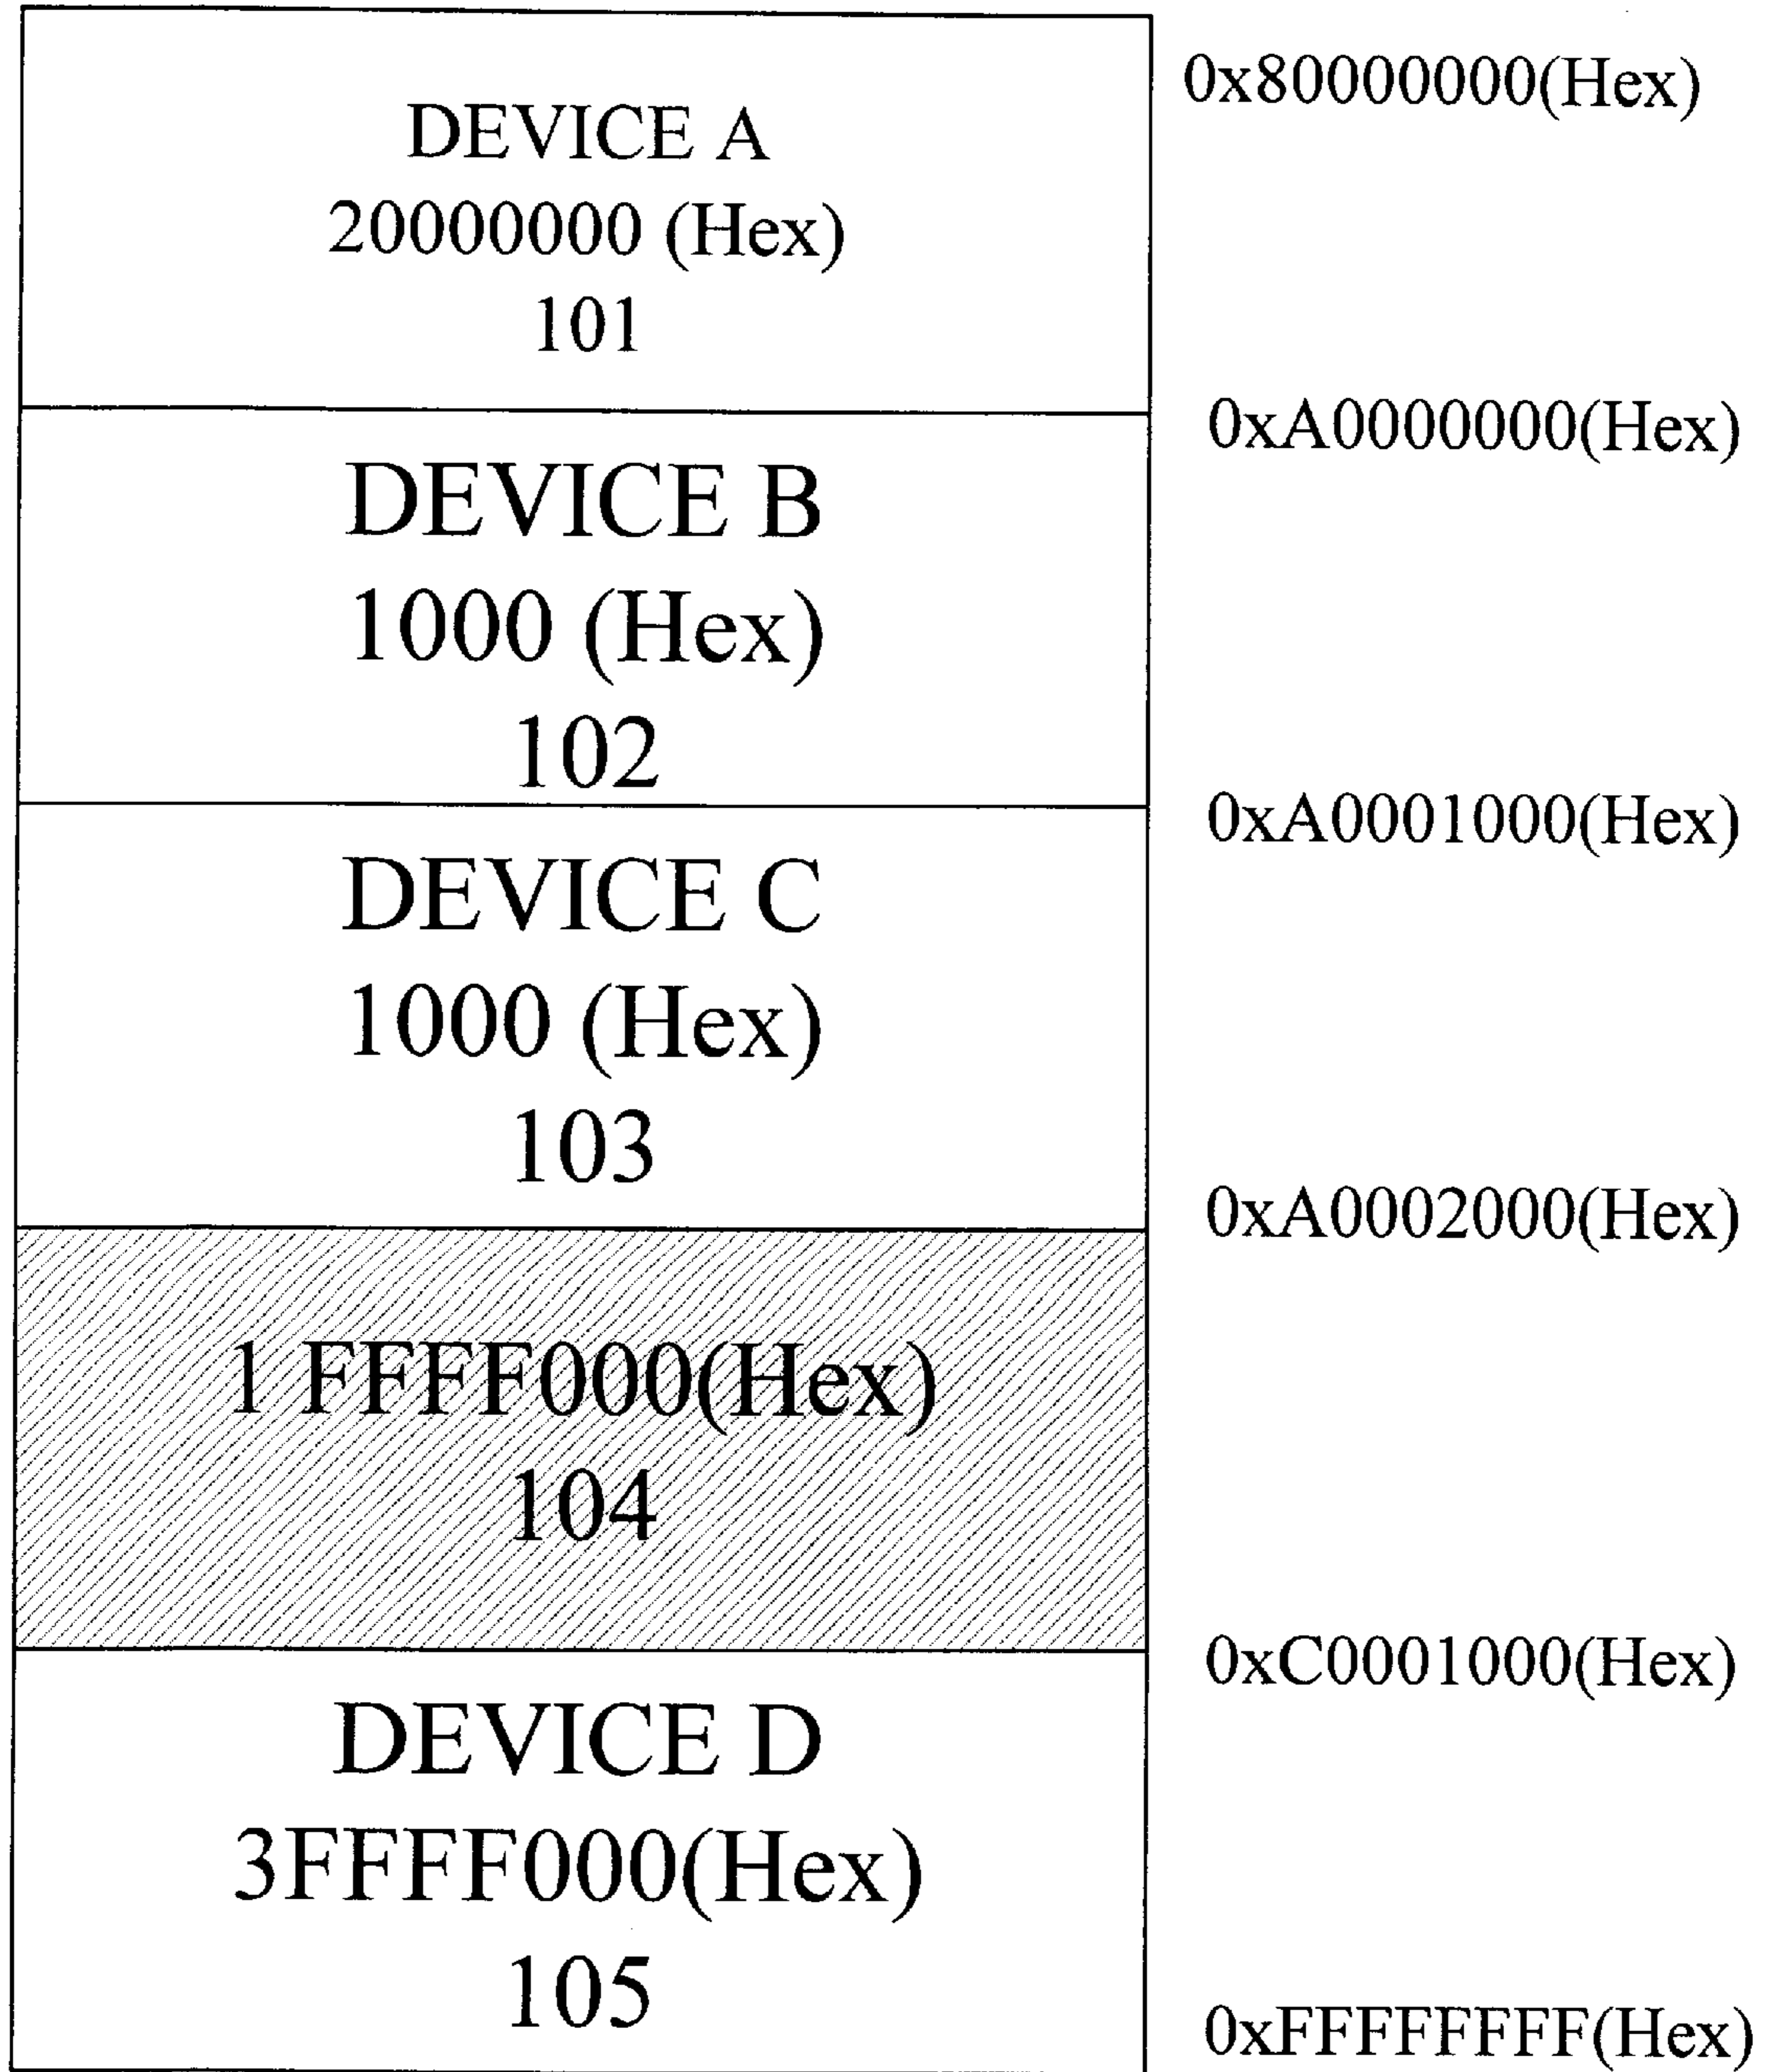 0x80000000(Hex)
DEVICE A
20000000 (Hex)
101
0xA0000000(Hex)
DEVICE B
1000 (Hex)
102
0xA0001000(Hex)
DEVICE C
1000 (Hex)
103
0xA0002000(Hex)
1 FFFF000(Hex)
104
0xC0001000(Hex)
DEVICE D
3FFFF000(Hex)
105
0xFFFFFFFF(Hex)